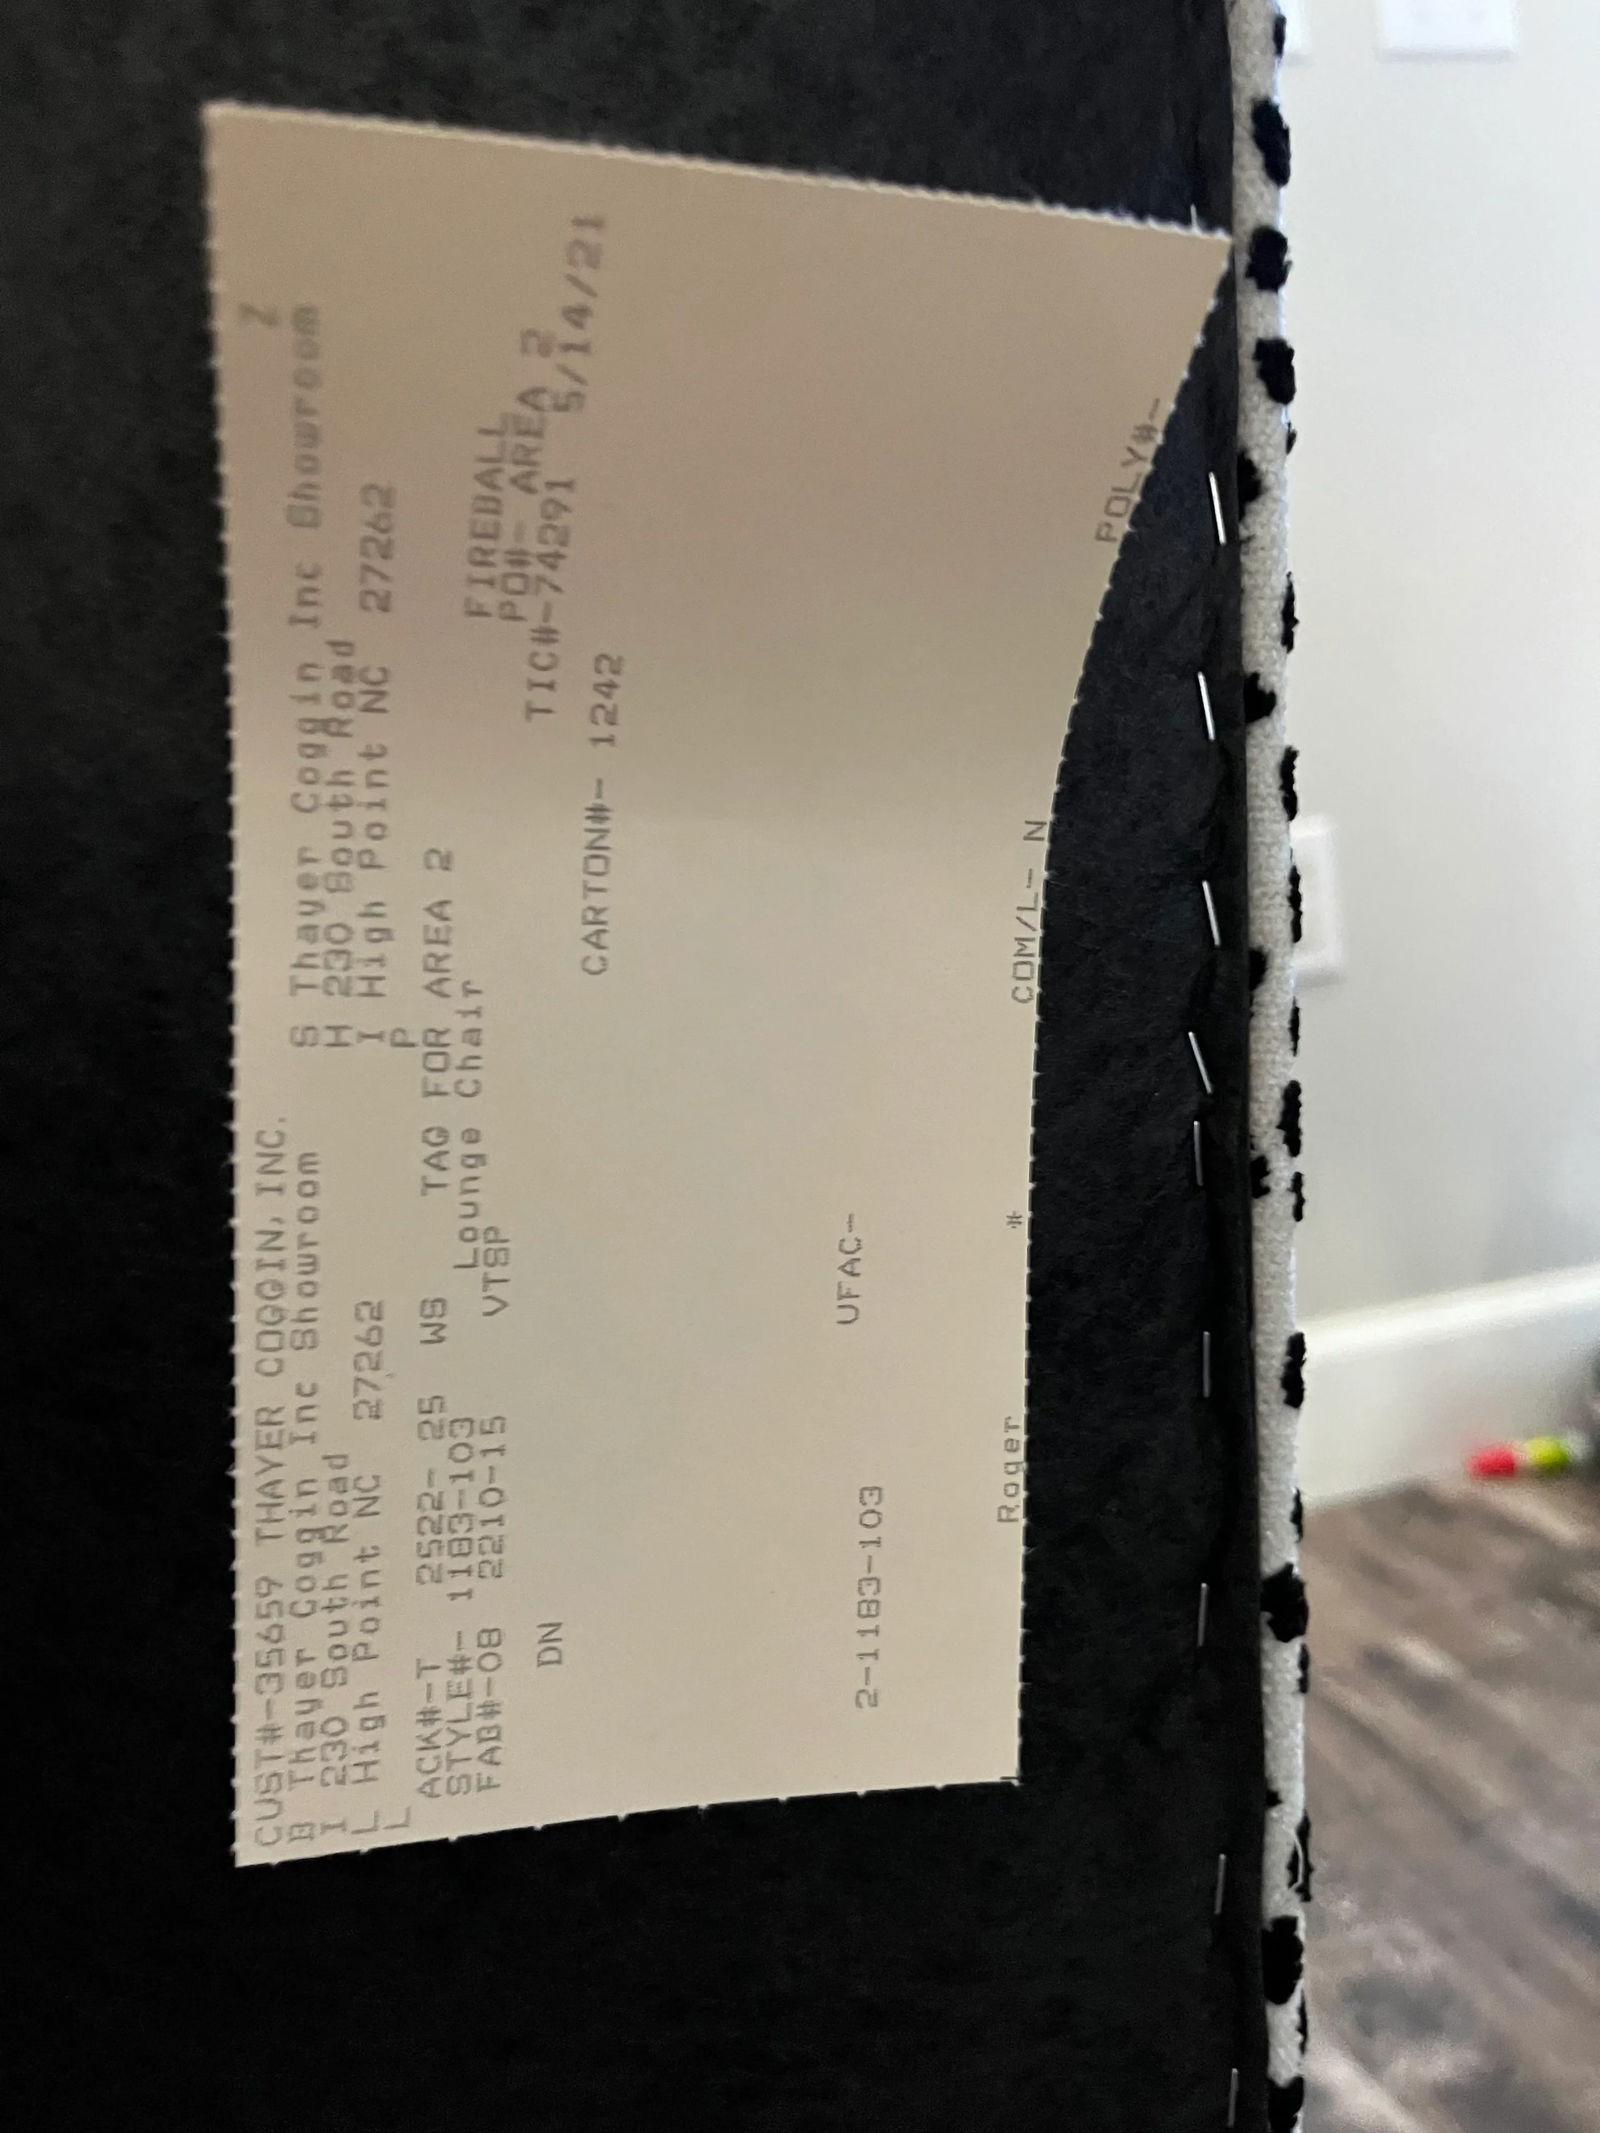 Z
CUST#-35659 THAYER COGGIN, INC.
B Thayer Coggin Inc Showroom S Thayer Coggin Inc Showroom
I 230 South Road H 230 South Road
L High Point NC 27262 I High Point NC 27262
L P
ACK#-T 2522- 25 WS TAG FOR AREA 2
STYLE#- 1183-103 Lounge Chair FIREBALL
FAB#-08 2210-15 VTSP PO#- AREA 2
DN TIC#-74291 5/14/21
CARTON#- 1242
2-1183-103 UFAC-
Roger * COM/L- N POLY#-